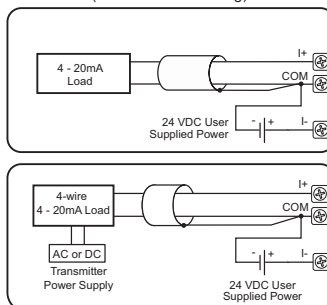 4 - 20mA
Load
I+
COM
24 VDC User
Supplied Power
- +
I-
4-wire
4 - 20mA Load
I+
COM
AC or DC
Transmitter
Power Supply
- +
I-
24 VDC User
Supplied Power